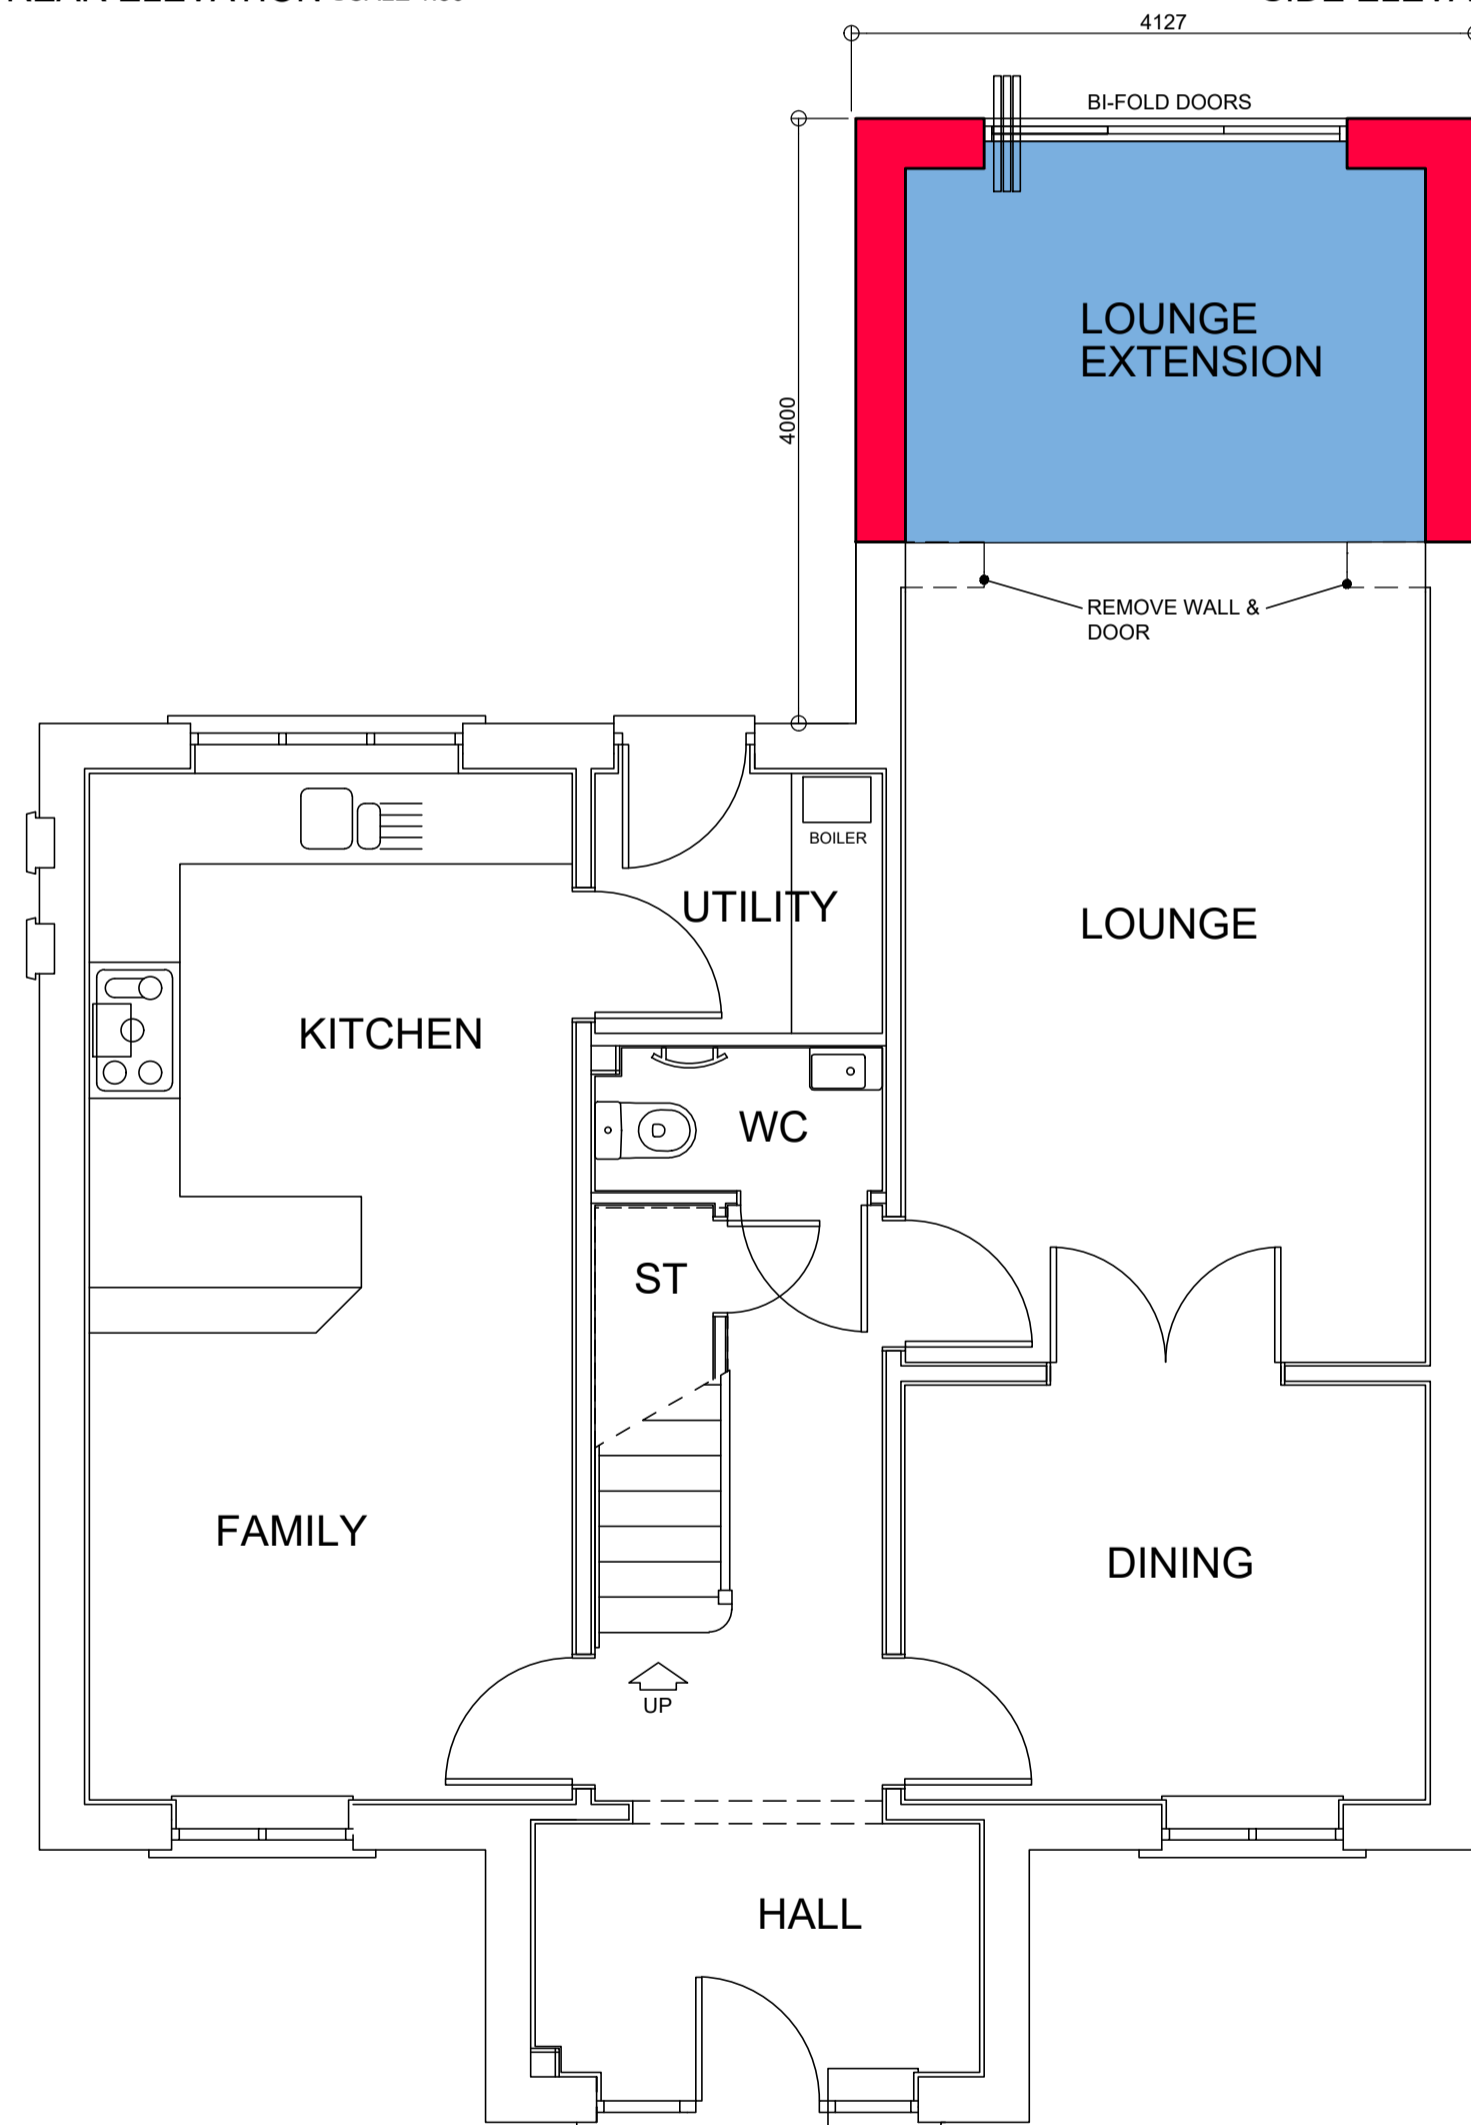 4127
BI-FOLD DOORS
LOUNGE
EXTENSION
4000
REMOVE WALL &
DOOR
BOILER
UTILITY
LOUNGE
KITCHEN
WC
ST
FAMILY
DINING
UP
HALL